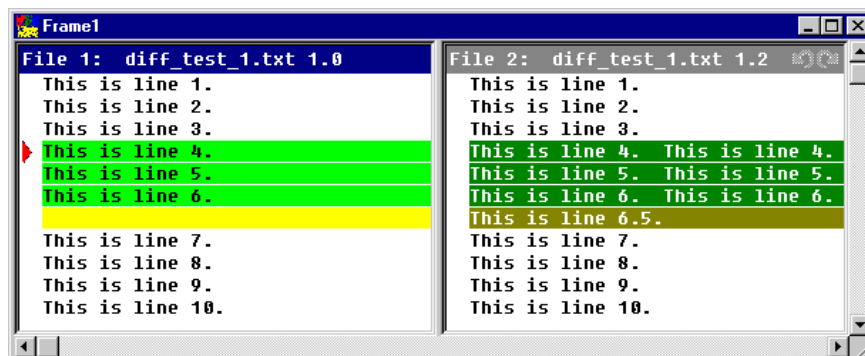 Frame1
File 1: diff_test_1.txt 1.0
This is line 1.
This is line 2.
This is line 3.
This is line 4.
This is line 5.
This is line 6.
This is line 7.
This is line 8.
This is line 9.
This is line 10.
File 2: diff_test_1.txt 1.2
This is line 1.
This is line 2.
This is line 3.
This is line 4. This is line 4.
This is line 5. This is line 5.
This is line 6. This is line 6.
This is line 6.5.
This is line 7.
This is line 8.
This is line 9.
This is line 10.